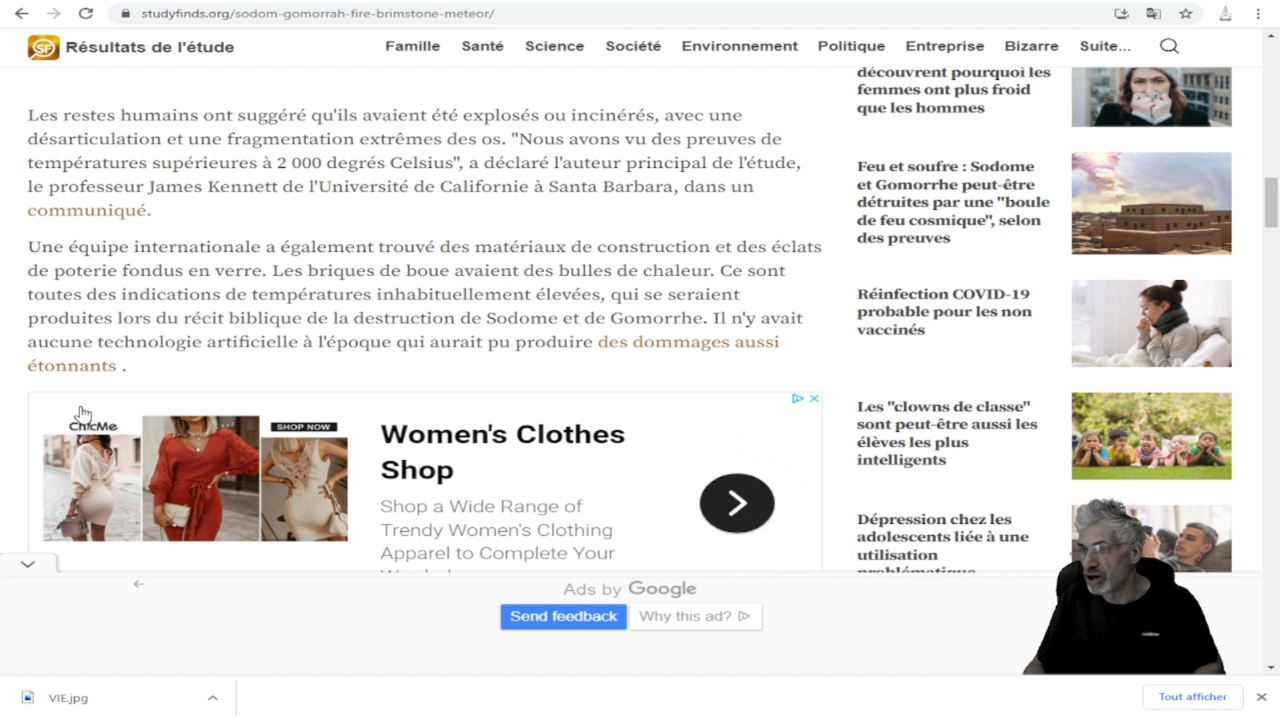 studyfinds.org/sodom-gomorrah-fire-brimstone-meteor/
SF Résultats de l'étude
Famille Santé Science Société Environnement Politique Entreprise Bizarre Suite...
Les restes humains ont suggéré qu'ils avaient été explosés ou incinérés, avec une
désarticulation et une fragmentation extrêmes des os. "Nous avons vu des preuves de
températures supérieures à 2 000 degrés Celsius", a déclaré l'auteur principal de l'étude,
le professeur James Kennett de l'Université de Californie à Santa Barbara, dans un
communiqué.
Une équipe internationale a également trouvé des matériaux de construction et des éclats
de poterie fondus en verre. Les briques de boue avaient des bulles de chaleur. Ce sont
toutes des indications de températures inhabituellement élevées, qui se seraient
produites lors du récit biblique de la destruction de Sodome et de Gomorrhe. Il n'y avait
aucune technologie artificielle à l'époque qui aurait pu produire des dommages aussi
étonnants .
découvrent pourquoi les
femmes ont plus froid
que les hommes
Feu et soufre : Sodome
et Gomorrhe peut-être
détruites par une "boule
de feu cosmique", selon
des preuves
Réinfection COVID-19
probable pour les non
vaccinés
Les "clowns de classe"
sont peut-être aussi les
élèves les plus
intelligents
Dépression chez les
adolescents liée à une
utilisation
problématique
ChicMe
SHOP NOW
Women's Clothes
Shop
Shop a Wide Range of
Trendy Women's Clothing
Apparel to Complete Your
Ads by Google
Send feedback Why this ad?
VIE.jpg
Tout afficher